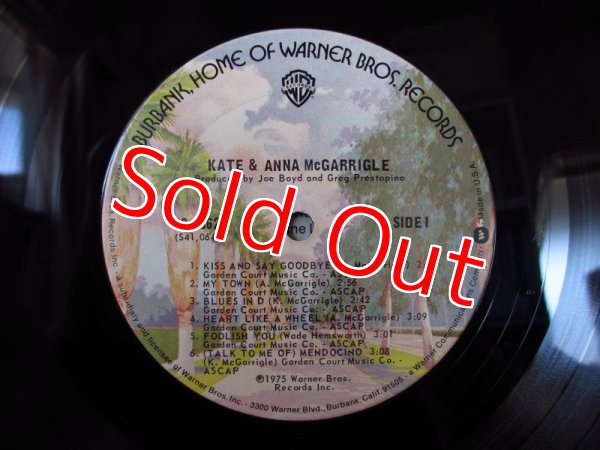 BURBANK, HOME OF WARNER BROS. RECORDS
KATE & ANNA McGARRIGLE
Produced by Joe Boyd and Greg Prestopino
Sold Out
SIDE I
1. KISS AND SAY GOODBYE
Garden Court Music Co. - ASCAP
2. MY TOWN (A. McGarrigle) 2:56
Garden Court Music Co. - ASCAP
3. BLUES IN D (K. McGarrigle) 2:42
Garden Court Music Co. - ASCAP
4. HEART LIKE A WHEEL (A. McGarrigle) 3:09
Garden Court Music Co. - ASCAP
5. FOOLISH YOU (Wade Hemsworth) 3:01
Garden Court Music Co. - ASCAP
6. (TALK TO ME OF) MENDOCINO 3:08
(K. McGarrigle) Garden Court Music Co. -
ASCAP
℗1975 Warner Bros.
Records Inc.
Records Inc., a subsidiary and licensee of Warner Bros. Inc. - 3300 Warner Blvd., Burbank, Calif. 91505 - a Warner Communications Company
Made in U.S.A.